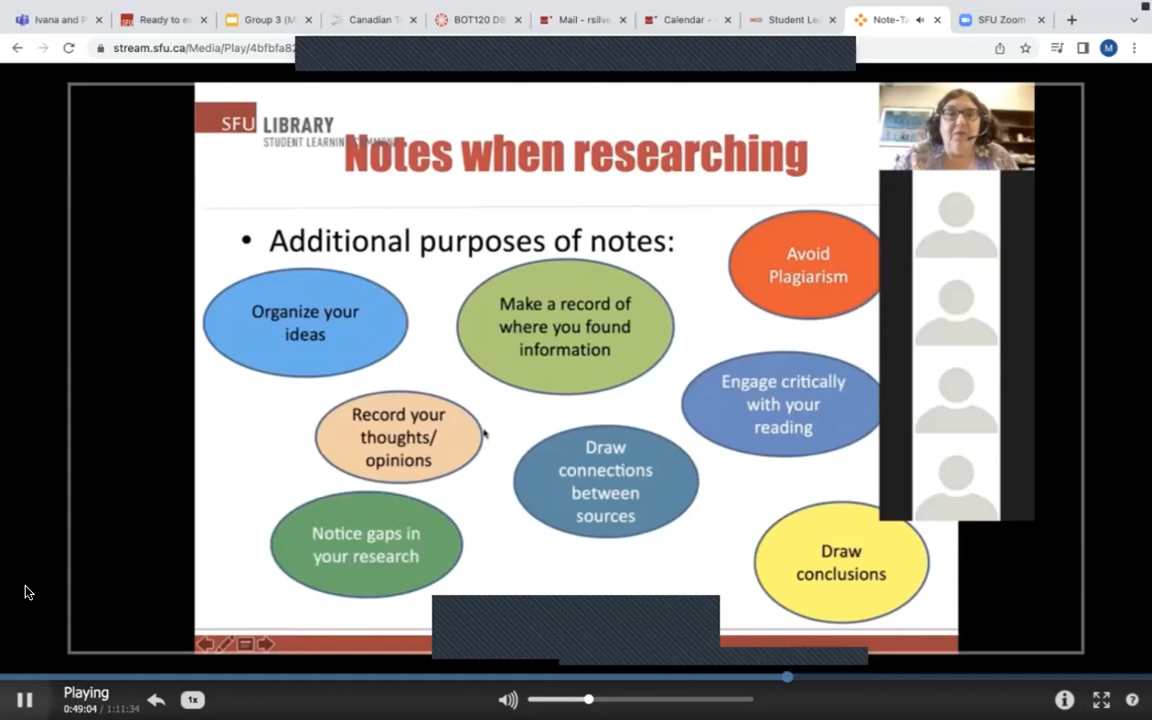 Ivana and R
Ready to e
Group 3 (M
Canadian T
BOT120 D
Mail - rsilve
Calendar -
Student Le
Note-Ta
SFU Zoom
stream.sfu.ca/Media/Play/4bfbfa82
M
SFU LIBRARY
STUDENT LEARNING COMMONS
Notes when researching
• Additional purposes of notes:
Avoid
Plagiarism
Organize your
ideas
Make a record of
where you found
information
Engage critically
with your
reading
Record your
thoughts/
opinions
Draw
connections
between
sources
Notice gaps in
your research
Draw
conclusions
Playing
0:49:04 / 1:11:34
1x